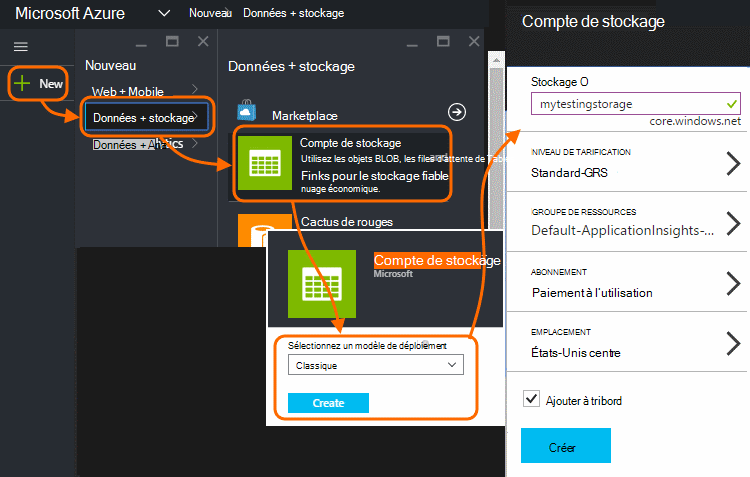 Microsoft Azure
Nouveau
Données + stockage
New
Nouveau
Web + Mobile
Données + stockage
Données + A
lytics
Données + stockage
Marketplace
Compte de stockage
Utilisez les objets BLOB, les files d'attente de Table
Finks pour le stockage fiable
nuage économique.
Cactus de rouges
Compte de stockage
Microsoft
Sélectionnez un modèle de déploiement
Classique
Create
Compte de stockage
Stockage O
mytestingstorage
core.windows.net
NIVEAU DE TARIFICATION
Standard-GRS
GROUPE DE RESSOURCES
Default-ApplicationInsights-...
ABONNEMENT
Paiement à l'utilisation
EMPLACEMENT
États-Unis centre
Ajouter à tribord
Créer